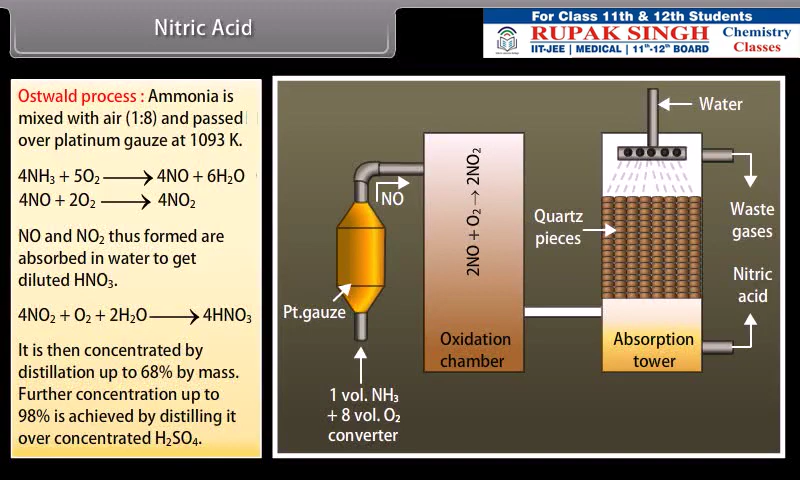 Nitric Acid
For Class 11th & 12th Students
RUPAK SINGH
IIT-JEE | MEDICAL | 11ᵗʰ-12ᵗʰ BOARD
Chemistry
Classes
Ostwald process : Ammonia is
mixed with air (1:8) and passed
over platinum gauze at 1093 K.
4NH₃ + 5O₂ ⟶ 4NO + 6H₂O
4NO + 2O₂ ⟶ 4NO₂
NO and NO₂ thus formed are
absorbed in water to get
diluted HNO₃.
4NO₂ + O₂ + 2H₂O ⟶ 4HNO₃
It is then concentrated by
distillation up to 68% by mass.
Further concentration up to
98% is achieved by distilling it
over concentrated H₂SO₄.
NO
Pt.gauze
1 vol. NH₃
+ 8 vol. O₂
converter
2NO + O₂ → 2NO₂
Oxidation
chamber
Water
Quartz
pieces
Waste
gases
Nitric
acid
Absorption
tower